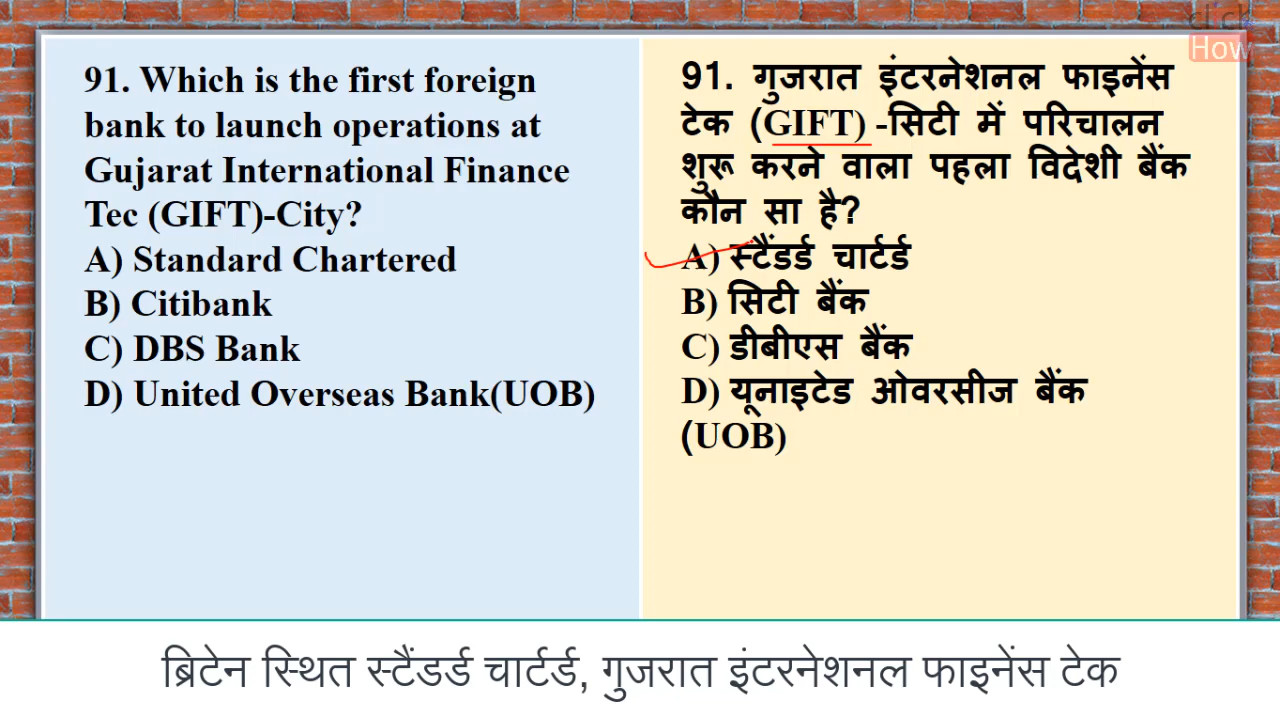 click
How
91. Which is the first foreign
bank to launch operations at
Gujarat International Finance
Tec (GIFT)-City?
A) Standard Chartered
B) Citibank
C) DBS Bank
D) United Overseas Bank(UOB)
91. गुजरात इंटरनेशनल फाइनेंस
टेक (GIFT) -सिटी में परिचालन
शुरू करने वाला पहला विदेशी बैंक
कौन सा है?
A) स्टैंडर्ड चार्टर्ड
B) सिटी बैंक
C) डीबीएस बैंक
D) यूनाइटेड ओवरसीज बैंक
(UOB)
ब्रिटेन स्थित स्टैंडर्ड चार्टर्ड, गुजरात इंटरनेशनल फाइनेंस टेक